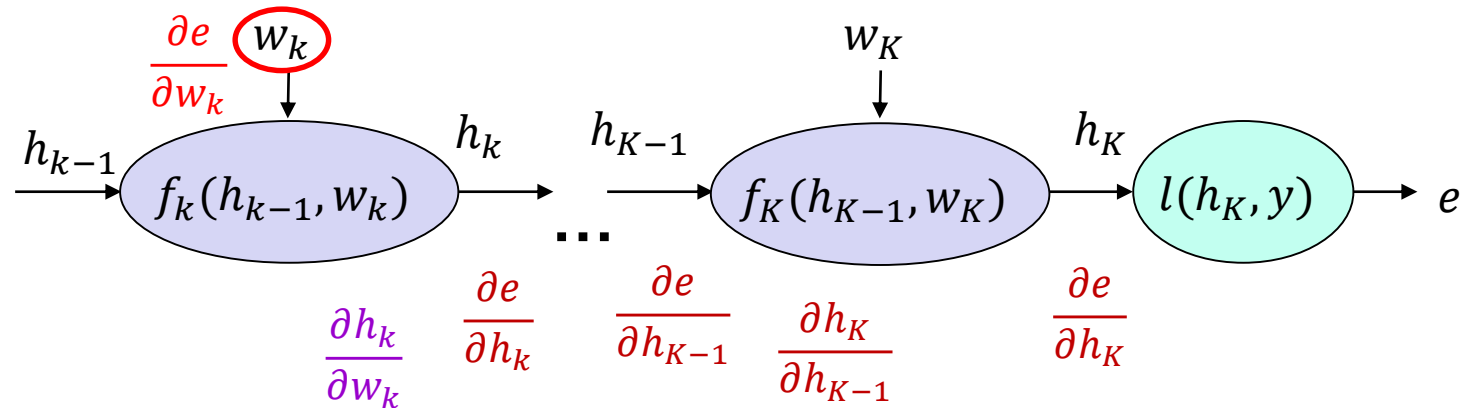 ∂e/∂w_k w_k w_K
h_{k−1} h_k h_{K−1} h_K
f_k(h_{k−1}, w_k) ... f_K(h_{K−1}, w_K) l(h_K, y) e
∂h_k/∂w_k ∂e/∂h_k ∂e/∂h_{K−1} ∂h_K/∂h_{K−1} ∂e/∂h_K